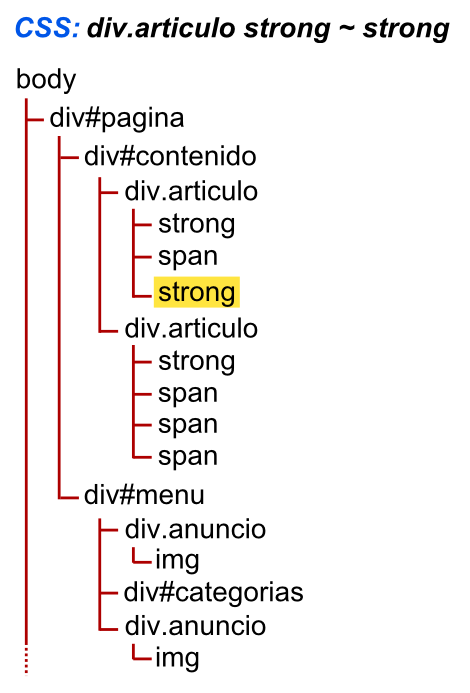 CSS: div.articulo strong ~ strong
body
div#pagina
div#contenido
div.articulo
strong
span
strong
div.articulo
strong
span
span
span
div#menu
div.anuncio
img
div#categorias
div.anuncio
img